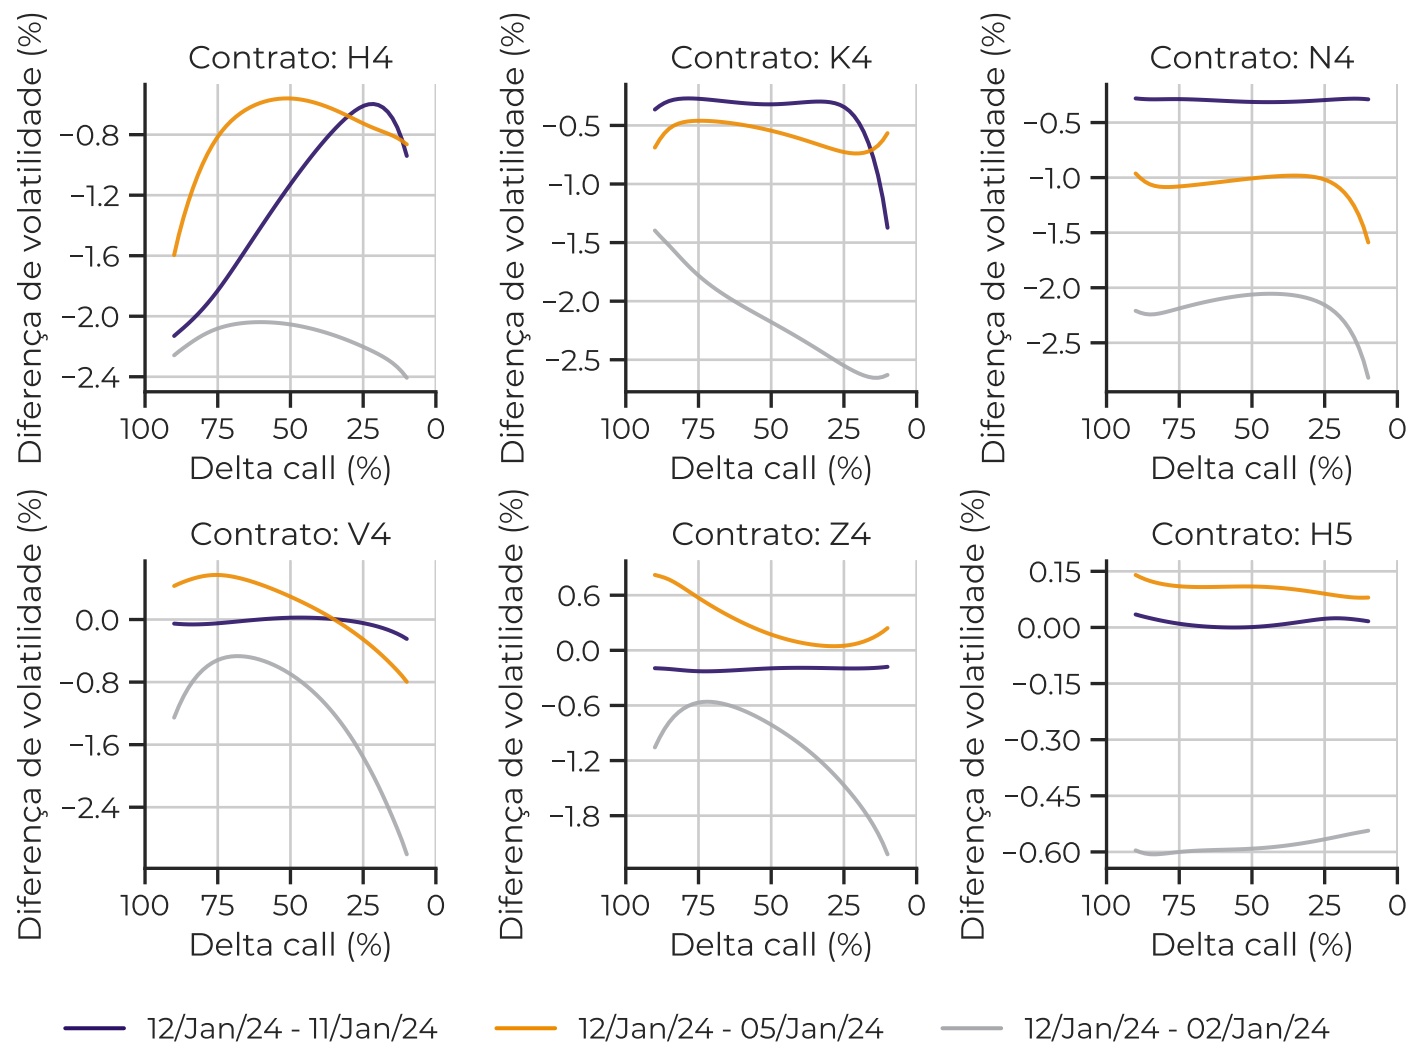 Contrato: H4
Diferença de volatilidade (%)
−0.8
−1.2
−1.6
−2.0
−2.4
100 75 50 25 0
Delta call (%)
Contrato: K4
Diferença de volatilidade (%)
−0.5
−1.0
−1.5
−2.0
−2.5
100 75 50 25 0
Delta call (%)
Contrato: N4
Diferença de volatilidade (%)
−0.5
−1.0
−1.5
−2.0
−2.5
100 75 50 25 0
Delta call (%)
Contrato: V4
Diferença de volatilidade (%)
0.0
−0.8
−1.6
−2.4
100 75 50 25 0
Delta call (%)
Contrato: Z4
Diferença de volatilidade (%)
0.6
0.0
−0.6
−1.2
−1.8
100 75 50 25 0
Delta call (%)
Contrato: H5
Diferença de volatilidade (%)
0.15
0.00
−0.15
−0.30
−0.45
−0.60
100 75 50 25 0
Delta call (%)
12/Jan/24 - 11/Jan/24
12/Jan/24 - 05/Jan/24
12/Jan/24 - 02/Jan/24